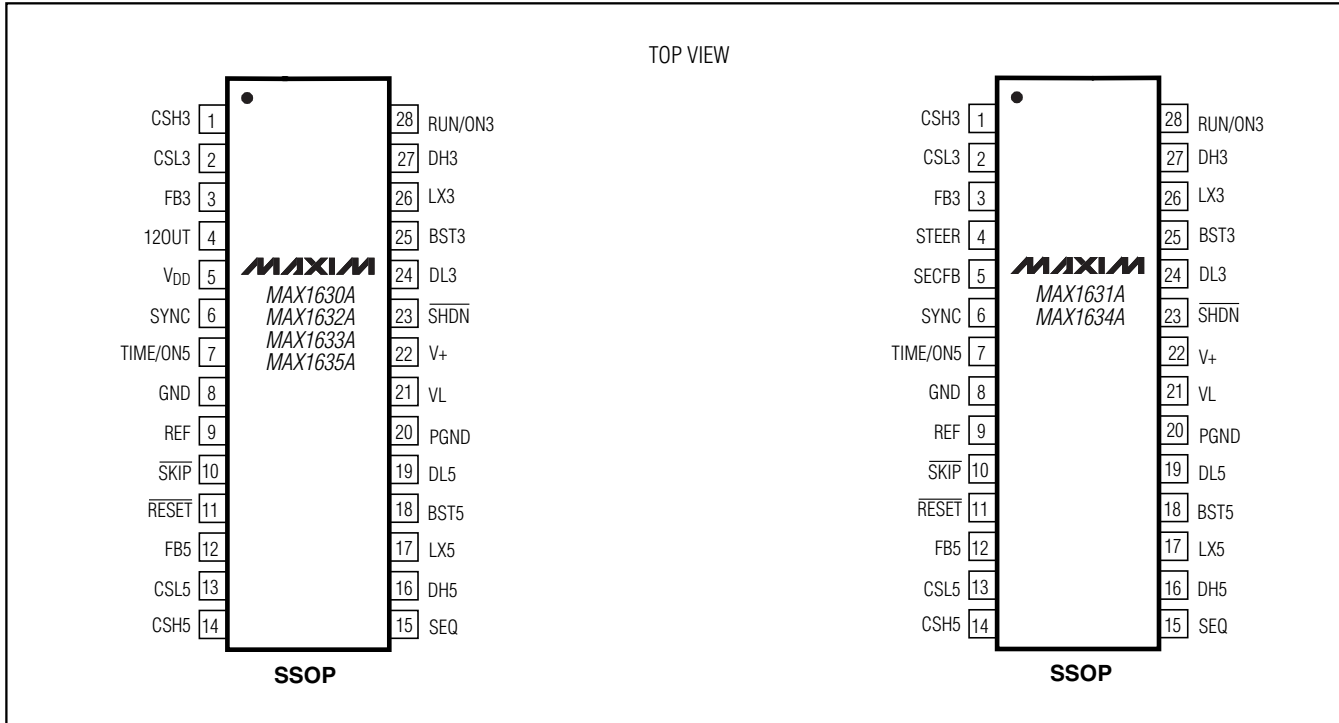 TOP VIEW
CSH3 1 28 RUN/ON3
CSL3 2 27 DH3
FB3 3 26 LX3
12OUT 4 25 BST3
VDD 5 24 DL3
SYNC 6 23 SHDN
TIME/ON5 7 22 V+
GND 8 21 VL
REF 9 20 PGND
SKIP 10 19 DL5
RESET 11 18 BST5
FB5 12 17 LX5
CSL5 13 16 DH5
CSH5 14 15 SEQ
MAXIM
MAX1630A
MAX1632A
MAX1633A
MAX1635A
SSOP
CSH3 1 28 RUN/ON3
CSL3 2 27 DH3
FB3 3 26 LX3
STEER 4 25 BST3
SECFB 5 24 DL3
SYNC 6 23 SHDN
TIME/ON5 7 22 V+
GND 8 21 VL
REF 9 20 PGND
SKIP 10 19 DL5
RESET 11 18 BST5
FB5 12 17 LX5
CSL5 13 16 DH5
CSH5 14 15 SEQ
MAXIM
MAX1631A
MAX1634A
SSOP